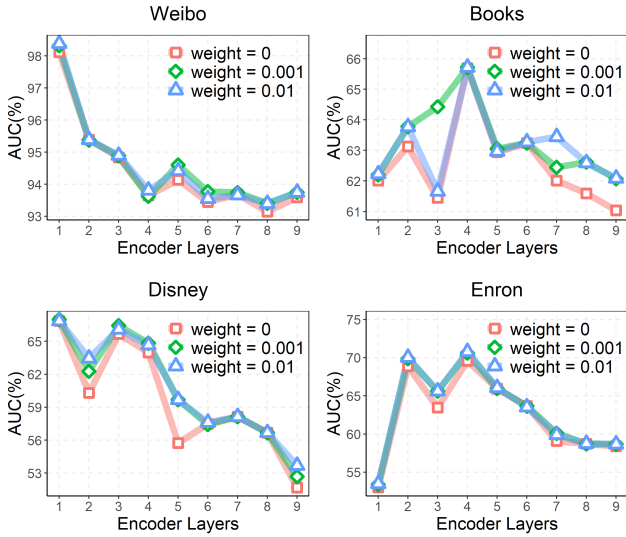 Weibo
98
97
96
95
94
93
AUC(%)
weight = 0
weight = 0.001
weight = 0.01
1 2 3 4 5 6 7 8 9
Encoder Layers
Books
66
65
64
63
62
61
AUC(%)
weight = 0
weight = 0.001
weight = 0.01
1 2 3 4 5 6 7 8 9
Encoder Layers
Disney
65
62
59
56
53
AUC(%)
weight = 0
weight = 0.001
weight = 0.01
1 2 3 4 5 6 7 8 9
Encoder Layers
Enron
75
70
65
60
55
AUC(%)
weight = 0
weight = 0.001
weight = 0.01
1 2 3 4 5 6 7 8 9
Encoder Layers